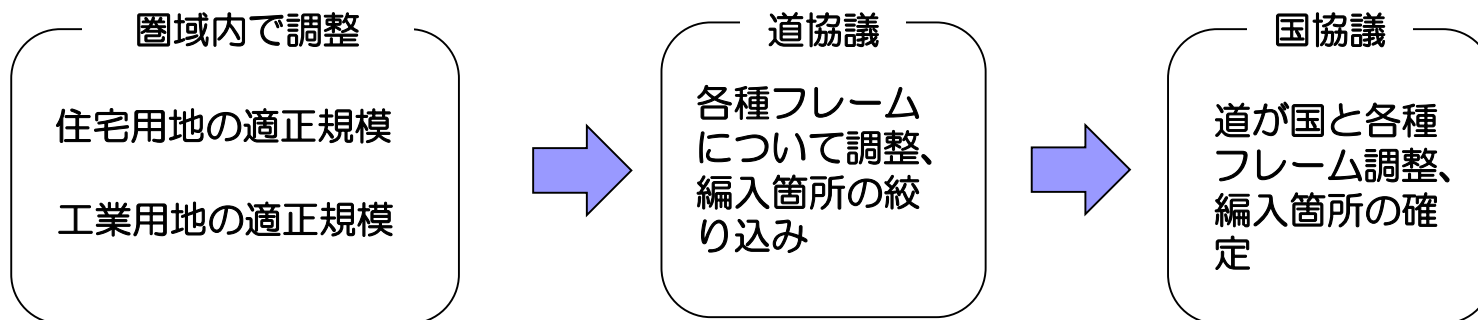 圏域内で調整
住宅用地の適正規模
工業用地の適正規模
道協議
各種フレーム
について調整、
編入箇所の絞
り込み
国協議
道が国と各種
フレーム調整、
編入箇所の確
定